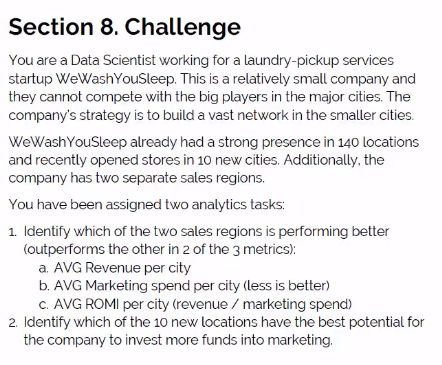 Section 8. Challenge
You are a Data Scientist working for a laundry-pickup services
startup WeWashYouSleep. This is a relatively small company and
they cannot compete with the big players in the major cities. The
company's strategy is to build a vast network in the smaller cities.
WeWashYouSleep already had a strong presence in 140 locations
and recently opened stores in 10 new cities. Additionally, the
company has two separate sales regions.
You have been assigned two analytics tasks:
1. Identify which of the two sales regions is performing better
(outperforms the other in 2 of the 3 metrics):
a. AVG Revenue per city
b. AVG Marketing spend per city (less is better)
c. AVG ROMI per city (revenue / marketing spend)
2. Identify which of the 10 new locations have the best potential for
the company to invest more funds into marketing.